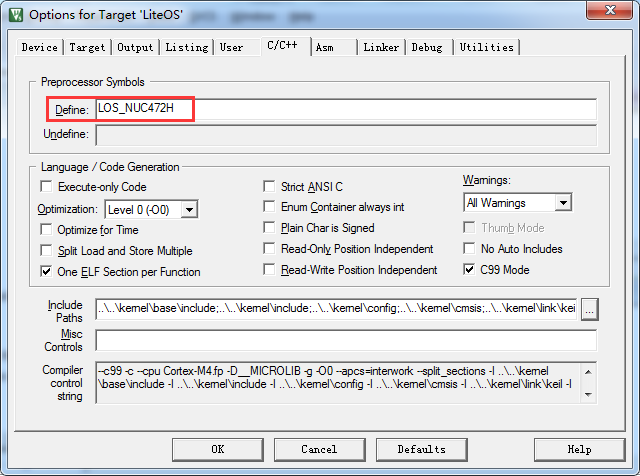 Options for Target 'LiteOS'
Device Target Output Listing User C/C++ Asm Linker Debug Utilities
Preprocessor Symbols
Define: LOS_NUC472H
Undefine:
Language / Code Generation
Execute-only Code
Strict ANSI C
Warnings:
Optimization: Level 0 (-O0)
Enum Container always int
All Warnings
Optimize for Time
Plain Char is Signed
Thumb Mode
Split Load and Store Multiple
Read-Only Position Independent
No Auto Includes
One ELF Section per Function
Read-Write Position Independent
C99 Mode
Include Paths
..\..\kernel\base\include;..\..\kernel\include;..\..\kernel\config;..\..\kernel\cmsis;..\..\kernel\link\keil
...
Misc Controls
Compiler control string
--c99 -c --cpu Cortex-M4.fp -D__MICROLIB -g -O0 --apcs=interwork --split_sections -I ..\..\kernel
\base\include -I ..\..\kernel\include -I ..\..\kernel\config -I ..\..\kernel\cmsis -I ..\..\kernel\link\keil -I
OK Cancel Defaults Help